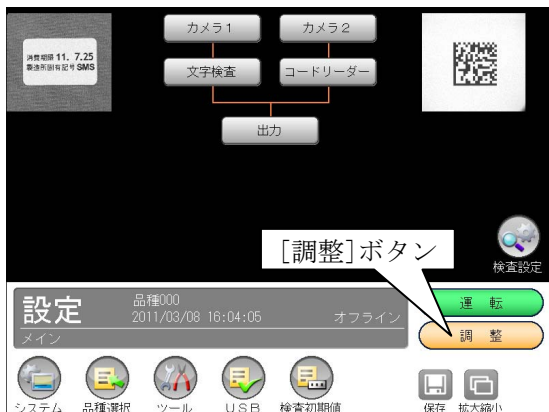 カメラ1
カメラ2
消費期限 11. 7.25
製造所固有記号 SMS
文字検査
コードリーダー
出力
[調整]ボタン
検査設定
設定
品種000
2011/03/08 16:04:05
オフライン
メイン
運 転
調 整
システム
品種選択
ツール
USB
検査初期値
保存
拡大縮小